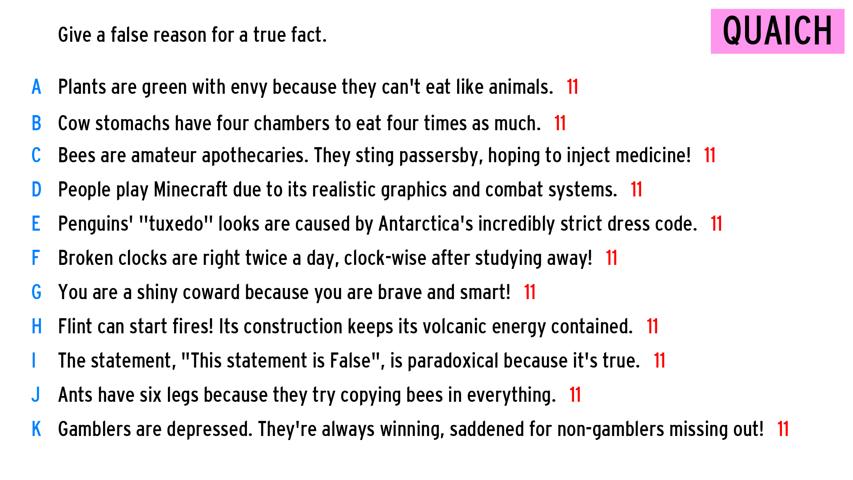 Give a false reason for a true fact.
QUAICH
A Plants are green with envy because they can't eat like animals. 11
B Cow stomachs have four chambers to eat four times as much. 11
C Bees are amateur apothecaries. They sting passersby, hoping to inject medicine! 11
D People play Minecraft due to its realistic graphics and combat systems. 11
E Penguins' "tuxedo" looks are caused by Antarctica's incredibly strict dress code. 11
F Broken clocks are right twice a day, clock-wise after studying away! 11
G You are a shiny coward because you are brave and smart! 11
H Flint can start fires! Its construction keeps its volcanic energy contained. 11
I The statement, "This statement is False", is paradoxical because it's true. 11
J Ants have six legs because they try copying bees in everything. 11
K Gamblers are depressed. They're always winning, saddened for non-gamblers missing out! 11